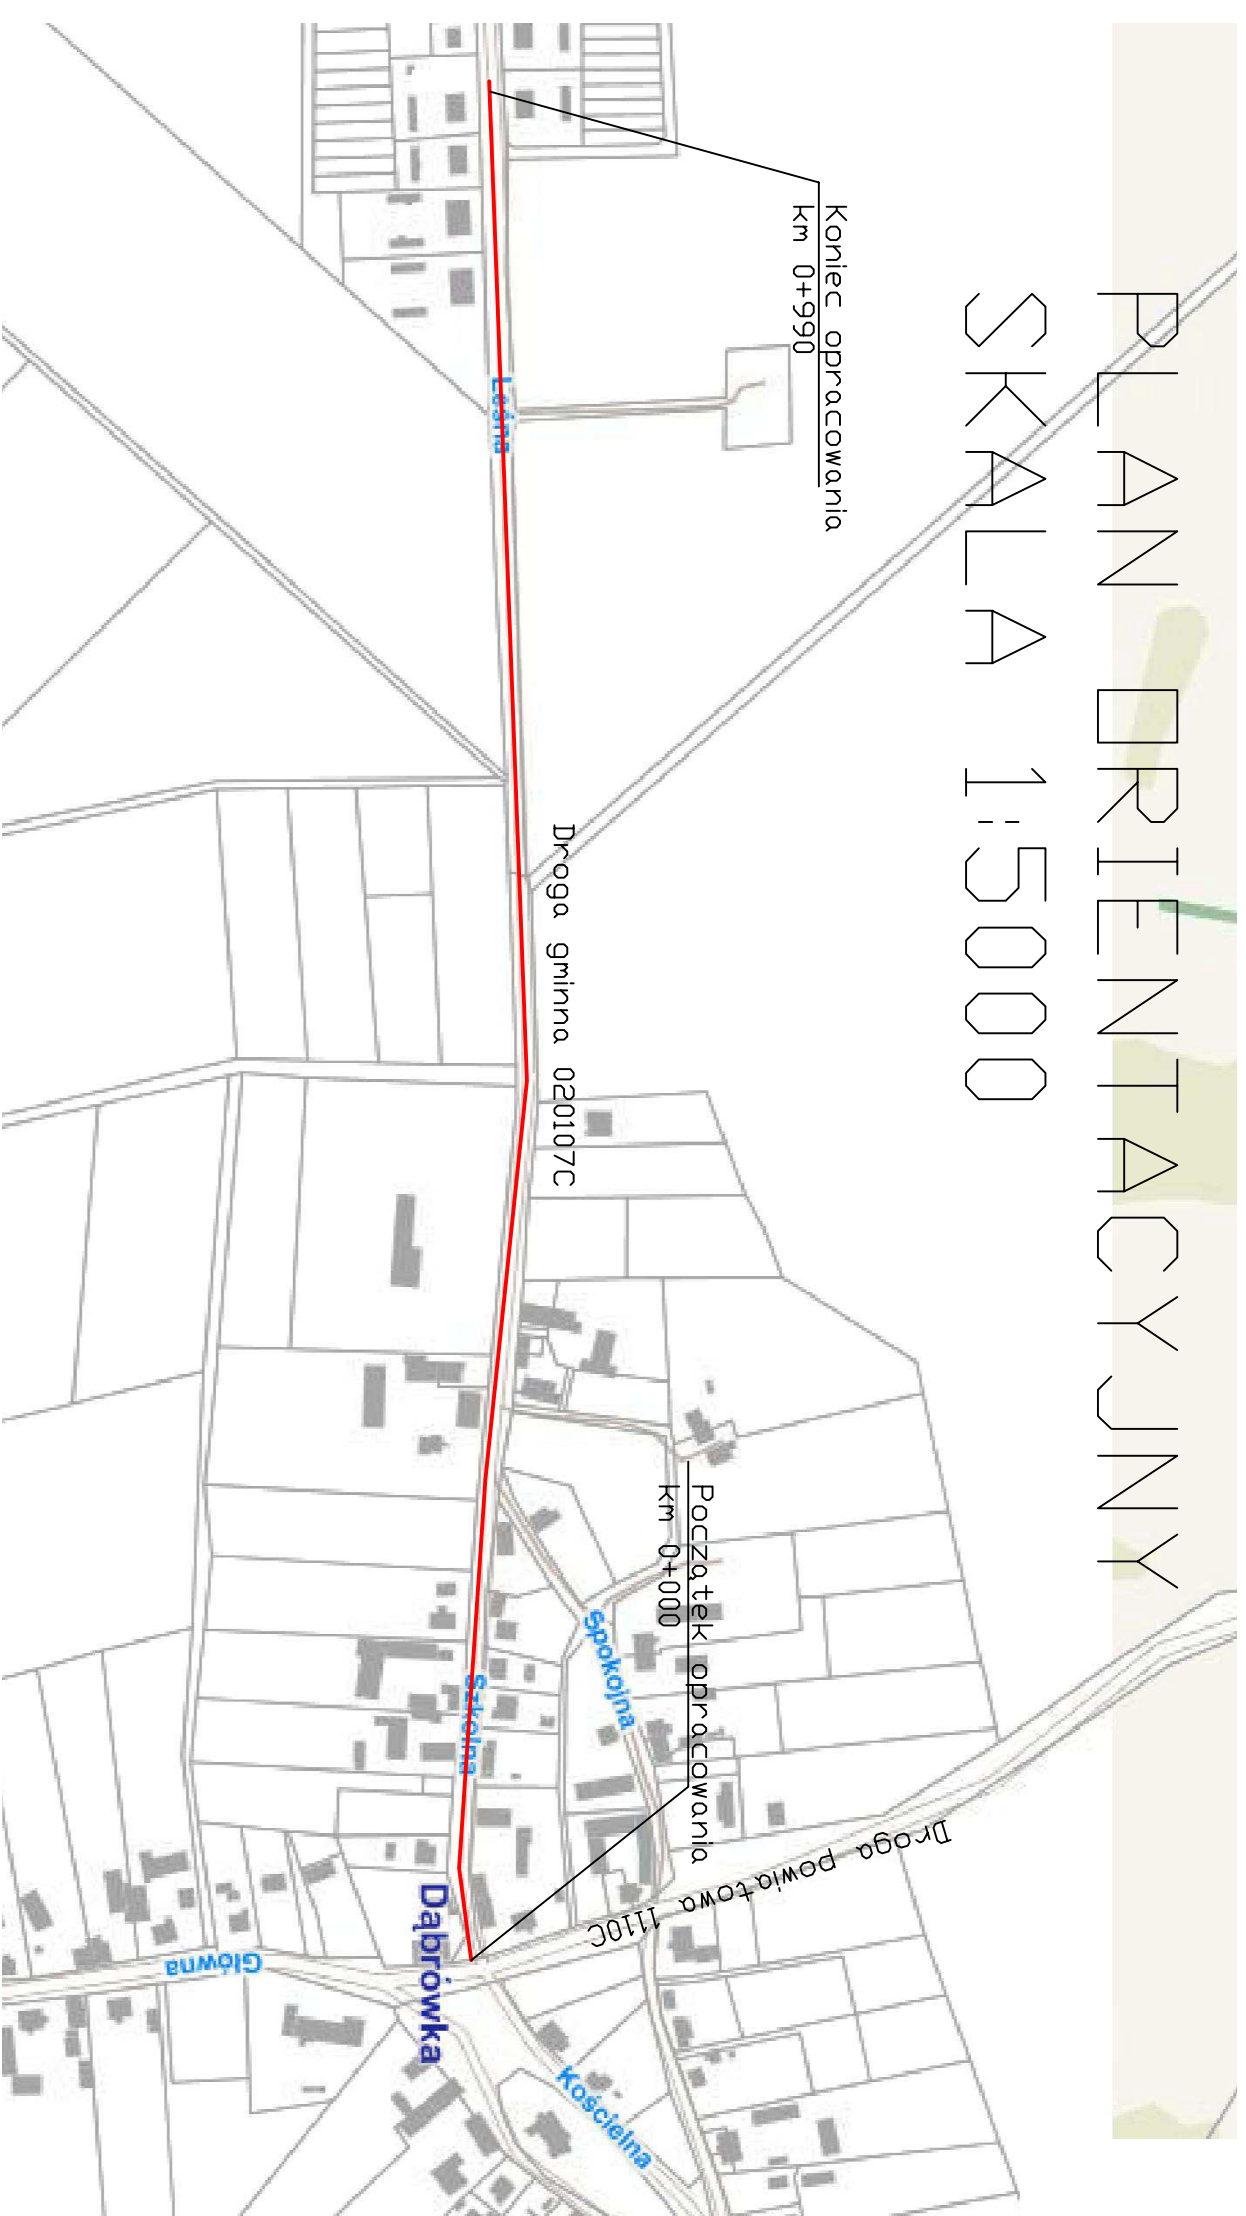 PLAN ORIENTACYJNY
SKALA 1:5000
Koniec opracowania
km 0+990
Leśna
Droga gminna 020107C
Początek opracowania
km 0+000
Spokojna
Szkolna
Droga powiatowa 1110C
Dąbrówka
Główna
Kościelna